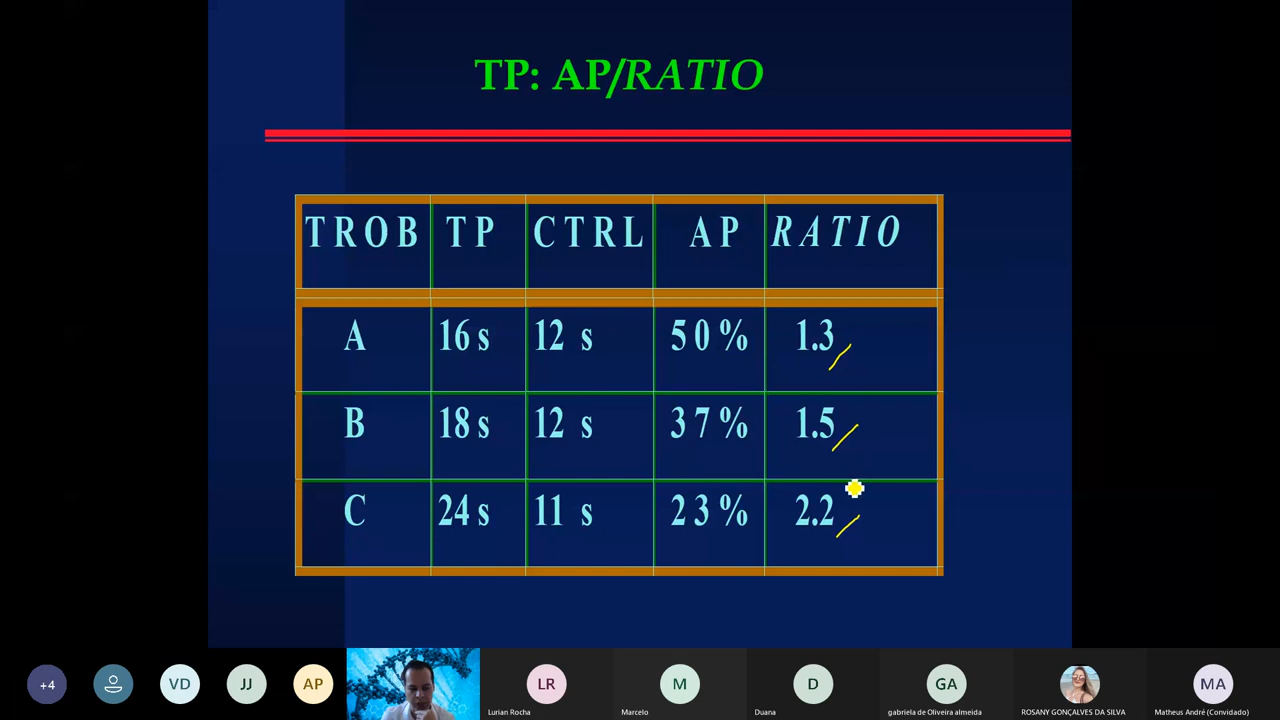 TP: AP/RATIO
TROB TP CTRL AP RATIO
A 16 s 12 s 50% 1.3
B 18 s 12 s 37% 1.5
C 24 s 11 s 23% 2.2
+4 VD JJ AP LR M D GA MA
Lurian Rocha Marcelo Duana gabriela de Oliveira almeida ROSANY GONÇALVES DA SILVA Matheus André (Convidado)